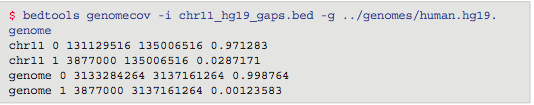 $ bedtools genomecov -i chr11_hg19_gaps.bed -g ../genomes/human.hg19.
genome
chr11 0 131129516 135006516 0.971283
chr11 1 3877000 135006516 0.0287171
genome 0 3133284264 3137161264 0.998764
genome 1 3877000 3137161264 0.00123583